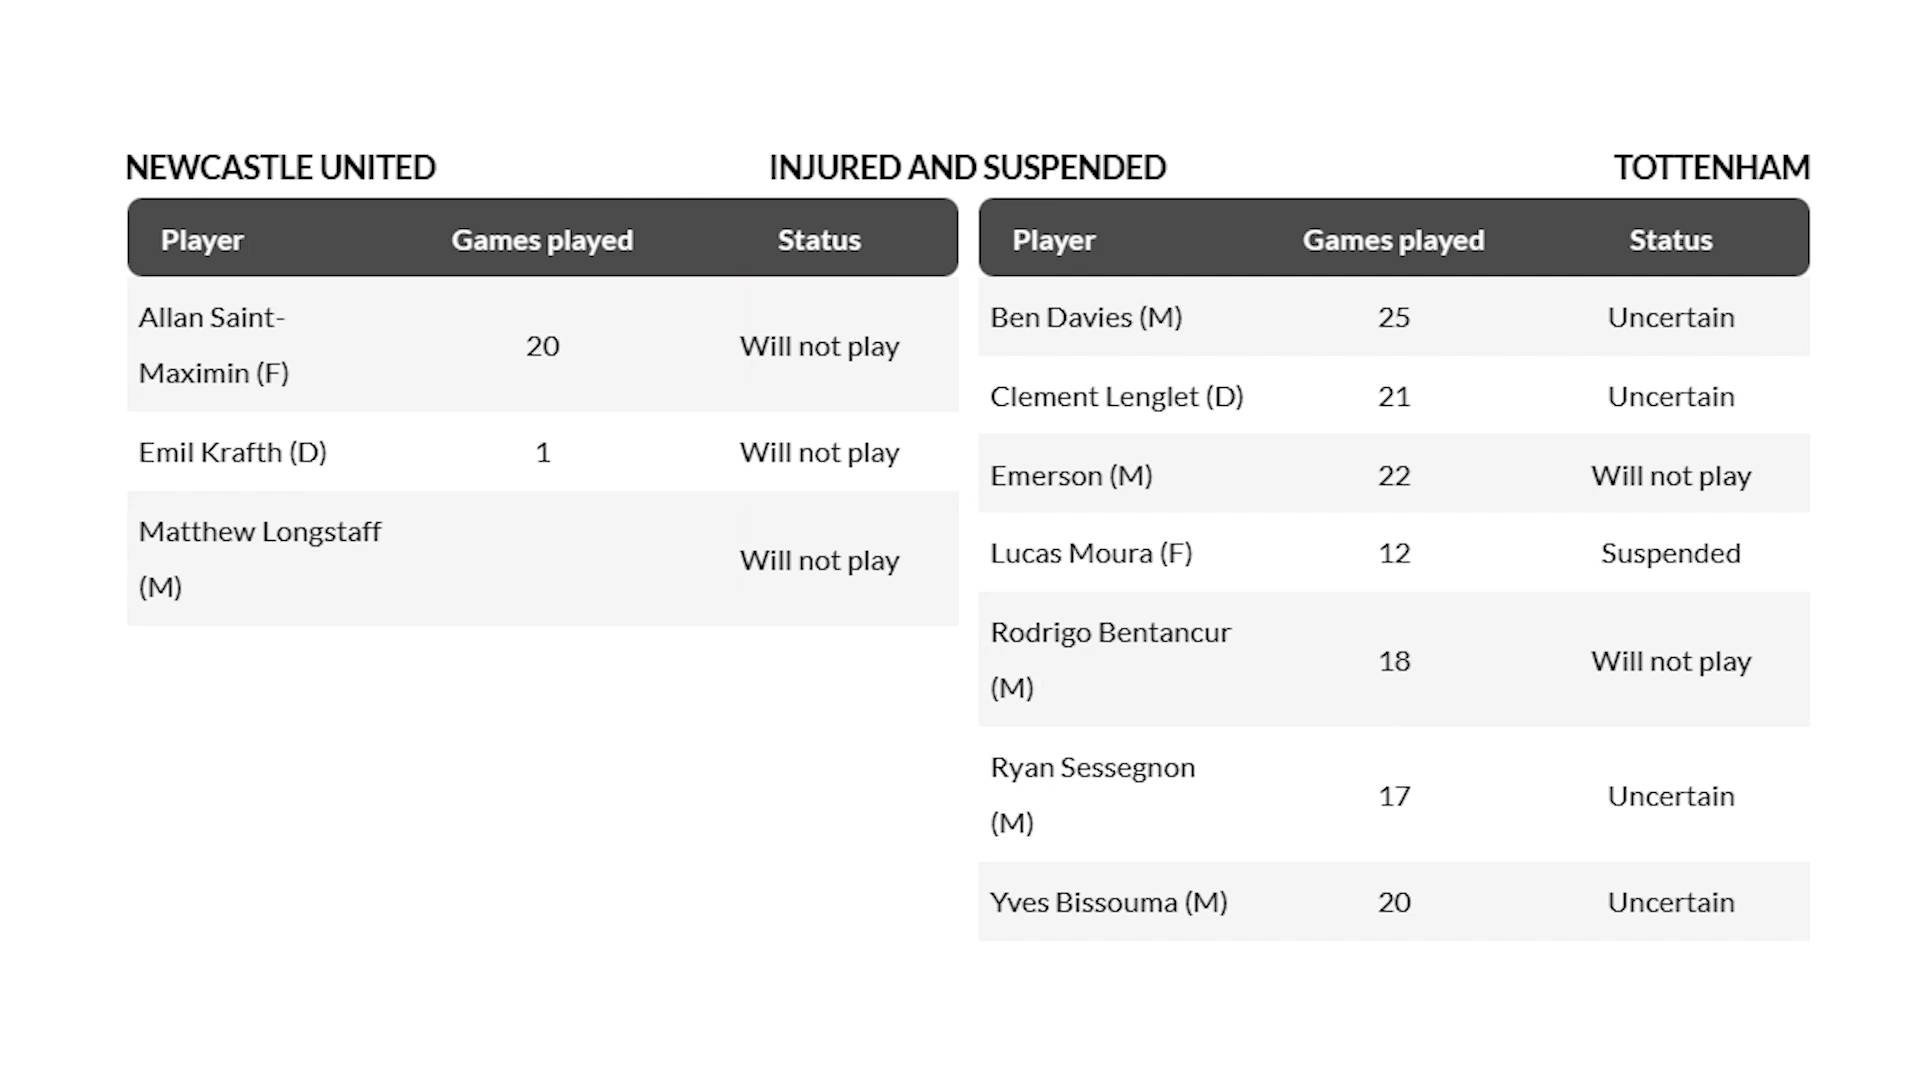 NEWCASTLE UNITED INJURED AND SUSPENDED TOTTENHAM
Player Games played Status
Allan Saint-
Maximin (F) 20 Will not play
Emil Krafth (D) 1 Will not play
Matthew Longstaff
(M) Will not play
Player Games played Status
Ben Davies (M) 25 Uncertain
Clement Lenglet (D) 21 Uncertain
Emerson (M) 22 Will not play
Lucas Moura (F) 12 Suspended
Rodrigo Bentancur
(M) 18 Will not play
Ryan Sessegnon
(M) 17 Uncertain
Yves Bissouma (M) 20 Uncertain